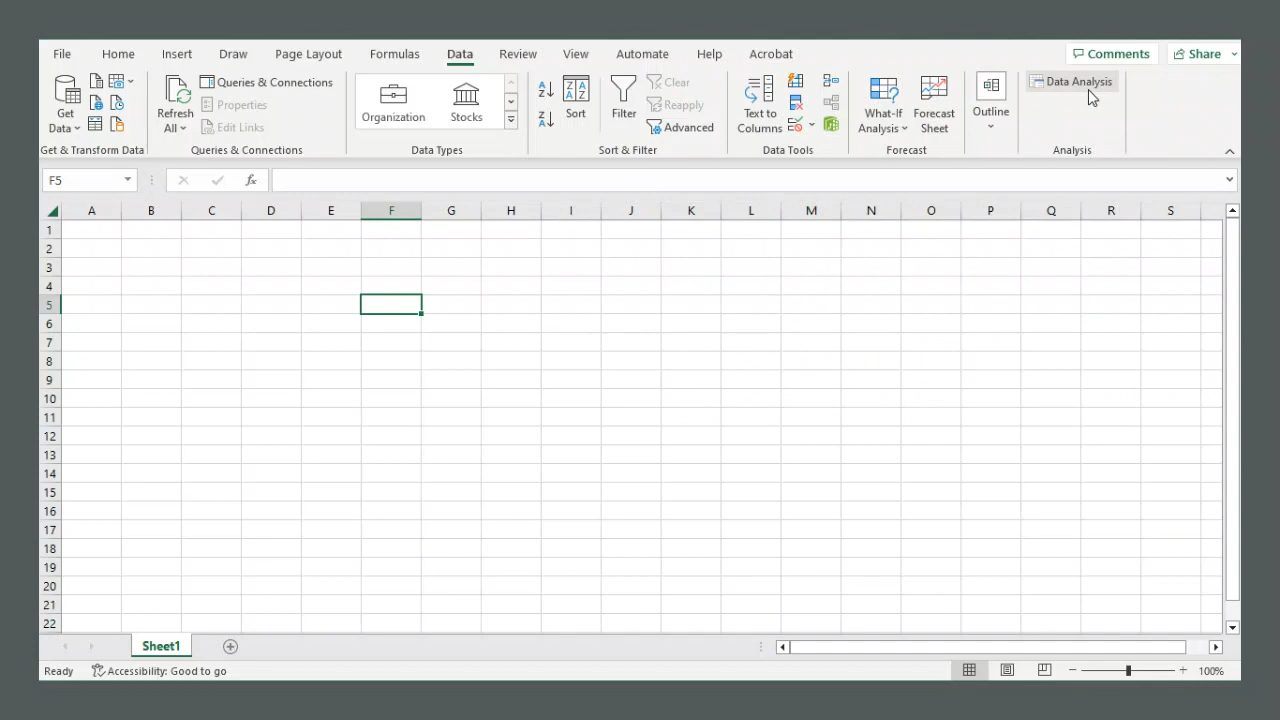 File Home Insert Draw Page Layout Formulas Data Review View Automate Help Acrobat Comments Share
Get Data
Get & Transform Data
Refresh All
Queries & Connections
Properties
Edit Links
Queries & Connections
Organization Stocks
Data Types
Sort
Filter
Clear
Reapply
Advanced
Sort & Filter
Text to Columns
Data Tools
What-If Analysis
Forecast Sheet
Forecast
Outline
Data Analysis
Analysis
F5 fx
A B C D E F G H I J K L M N O P Q R S
1
2
3
4
5
6
7
8
9
10
11
12
13
14
15
16
17
18
19
20
21
22
Sheet1
Ready Accessibility: Good to go 100%